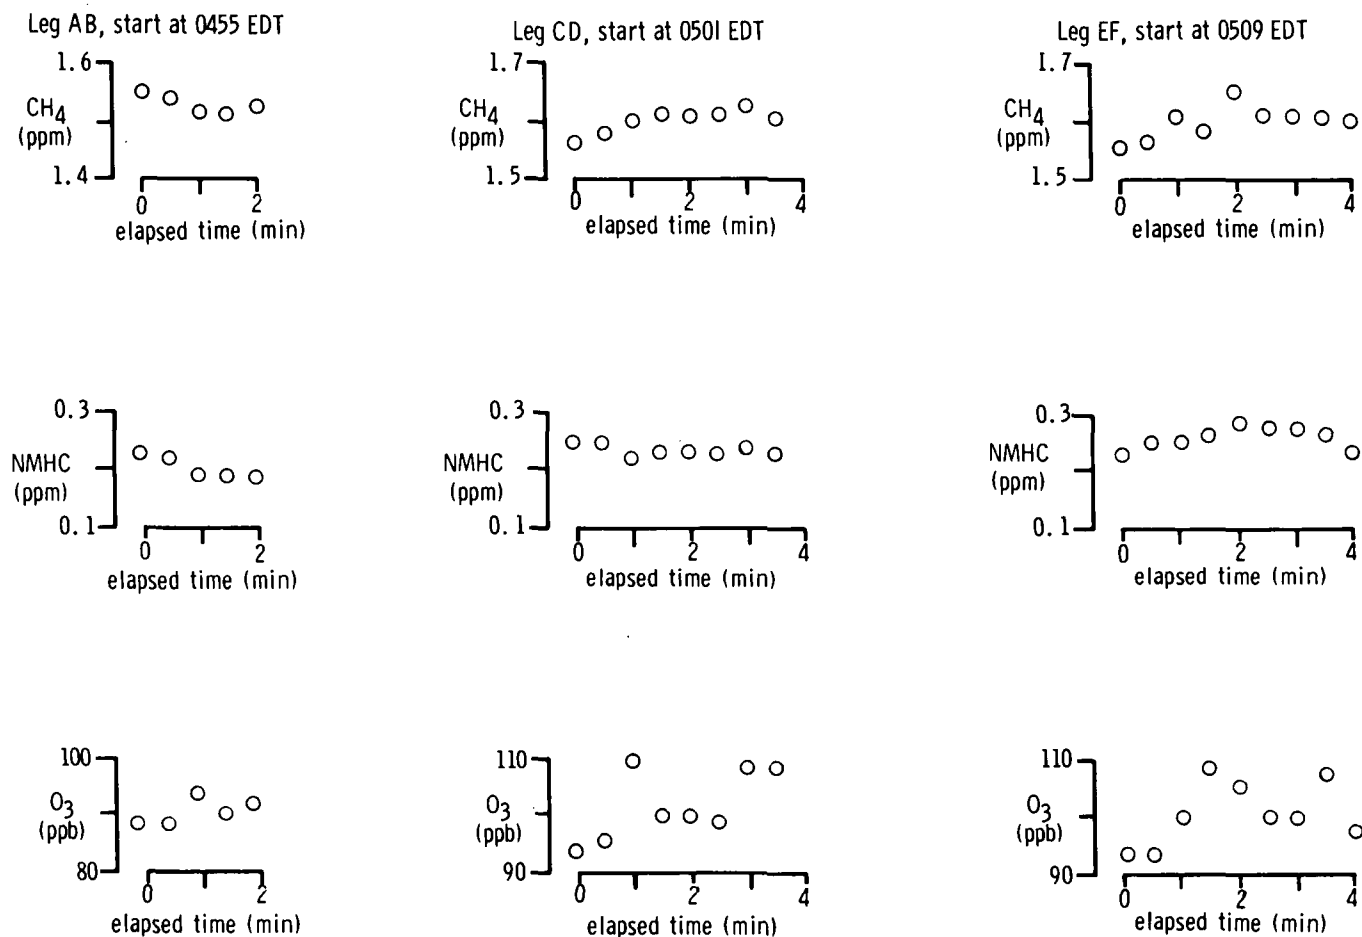 Leg AB, start at 0455 EDT
1.6
CH4
(ppm)
1.4
0 2
elapsed time (min)
Leg CD, start at 0501 EDT
1.7
CH4
(ppm)
1.5
0 2 4
elapsed time (min)
Leg EF, start at 0509 EDT
1.7
CH4
(ppm)
1.5
0 2 4
elapsed time (min)
0.3
NMHC
(ppm)
0.1
0 2
elapsed time (min)
0.3
NMHC
(ppm)
0.1
0 2 4
elapsed time (min)
0.3
NMHC
(ppm)
0.1
0 2 4
elapsed time (min)
100
O3
(ppb)
80
0 2
elapsed time (min)
110
O3
(ppb)
90
0 2 4
elapsed time (min)
110
O3
(ppb)
90
0 2 4
elapsed time (min)